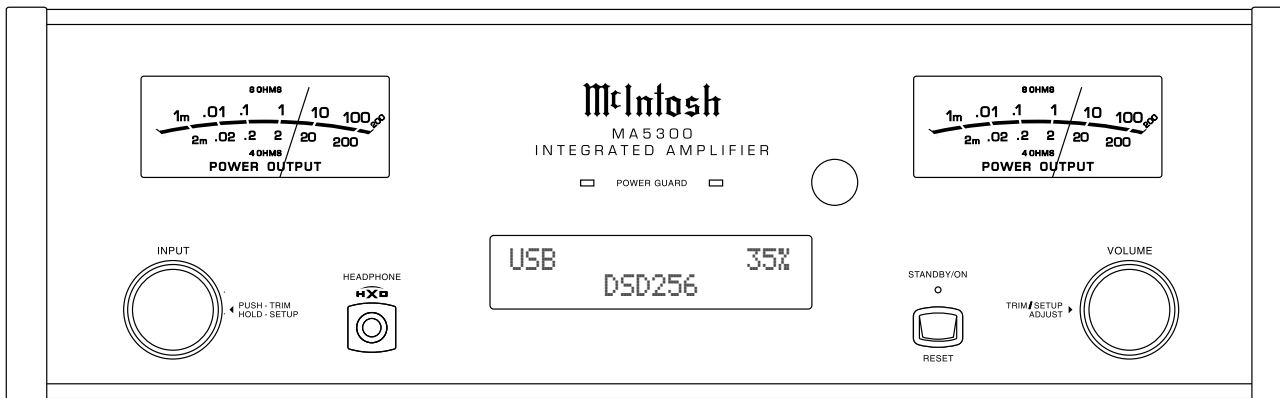 8 OHMS
1m .01 .1 1 10 100 200
2m .02 .2 2 20 200
4 OHMS
POWER OUTPUT
McIntosh
MA5300
INTEGRATED AMPLIFIER
POWER GUARD
8 OHMS
1m .01 .1 1 10 100 200
2m .02 .2 2 20 200
4 OHMS
POWER OUTPUT
INPUT
PUSH - TRIM
HOLD - SETUP
HEADPHONE
HXD
USB 35%
DSD256
STANDBY/ON
RESET
VOLUME
TRIM/SETUP
ADJUST